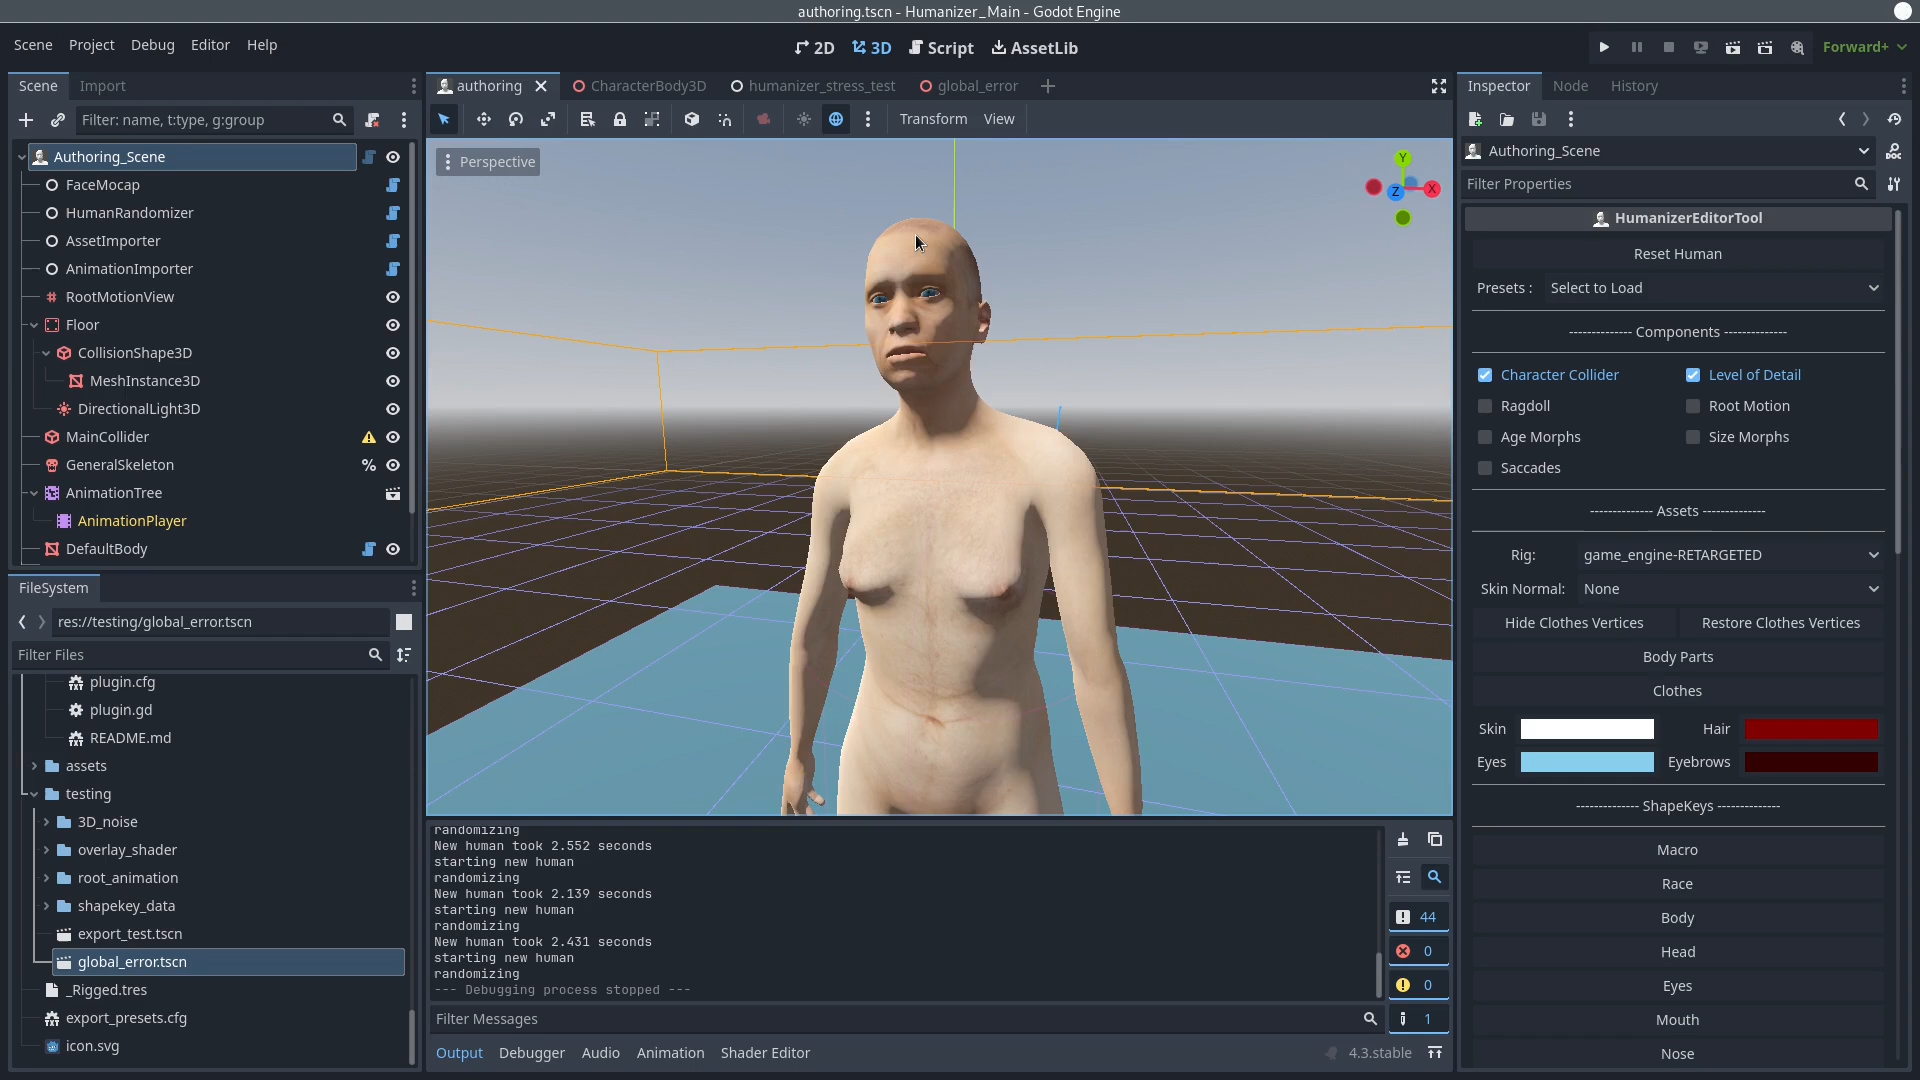 authoring.tscn - Humanizer_Main - Godot Engine
Scene Project Debug Editor Help
2D 3D Script AssetLib
Forward+
Scene Import
Filter: name, t:type, g:group
Authoring_Scene
FaceMocap
HumanRandomizer
AssetImporter
AnimationImporter
RootMotionView
Floor
CollisionShape3D
MeshInstance3D
DirectionalLight3D
MainCollider
GeneralSkeleton
AnimationTree
AnimationPlayer
DefaultBody
FileSystem
res://testing/global_error.tscn
Filter Files
plugin.cfg
plugin.gd
README.md
assets
testing
3D_noise
overlay_shader
root_animation
shapekey_data
export_test.tscn
global_error.tscn
_Rigged.tres
export_presets.cfg
icon.svg
authoring CharacterBody3D humanizer_stress_test global_error
Transform View
Perspective
Y
Z X
randomizing
New human took 2.552 seconds
starting new human
randomizing
New human took 2.139 seconds
starting new human
randomizing
New human took 2.431 seconds
starting new human
randomizing
--- Debugging process stopped ---
44
0
0
1
Filter Messages
Output Debugger Audio Animation Shader Editor
4.3.stable
Inspector Node History
Authoring_Scene
DOC
Filter Properties
HumanizerEditorTool
Reset Human
Presets : Select to Load
-------------- Components --------------
Character Collider Level of Detail
Ragdoll Root Motion
Age Morphs Size Morphs
Saccades
-------------- Assets --------------
Rig: game_engine-RETARGETED
Skin Normal: None
Hide Clothes Vertices Restore Clothes Vertices
Body Parts
Clothes
Skin Hair
Eyes Eyebrows
-------------- ShapeKeys --------------
Macro
Race
Body
Head
Eyes
Mouth
Nose